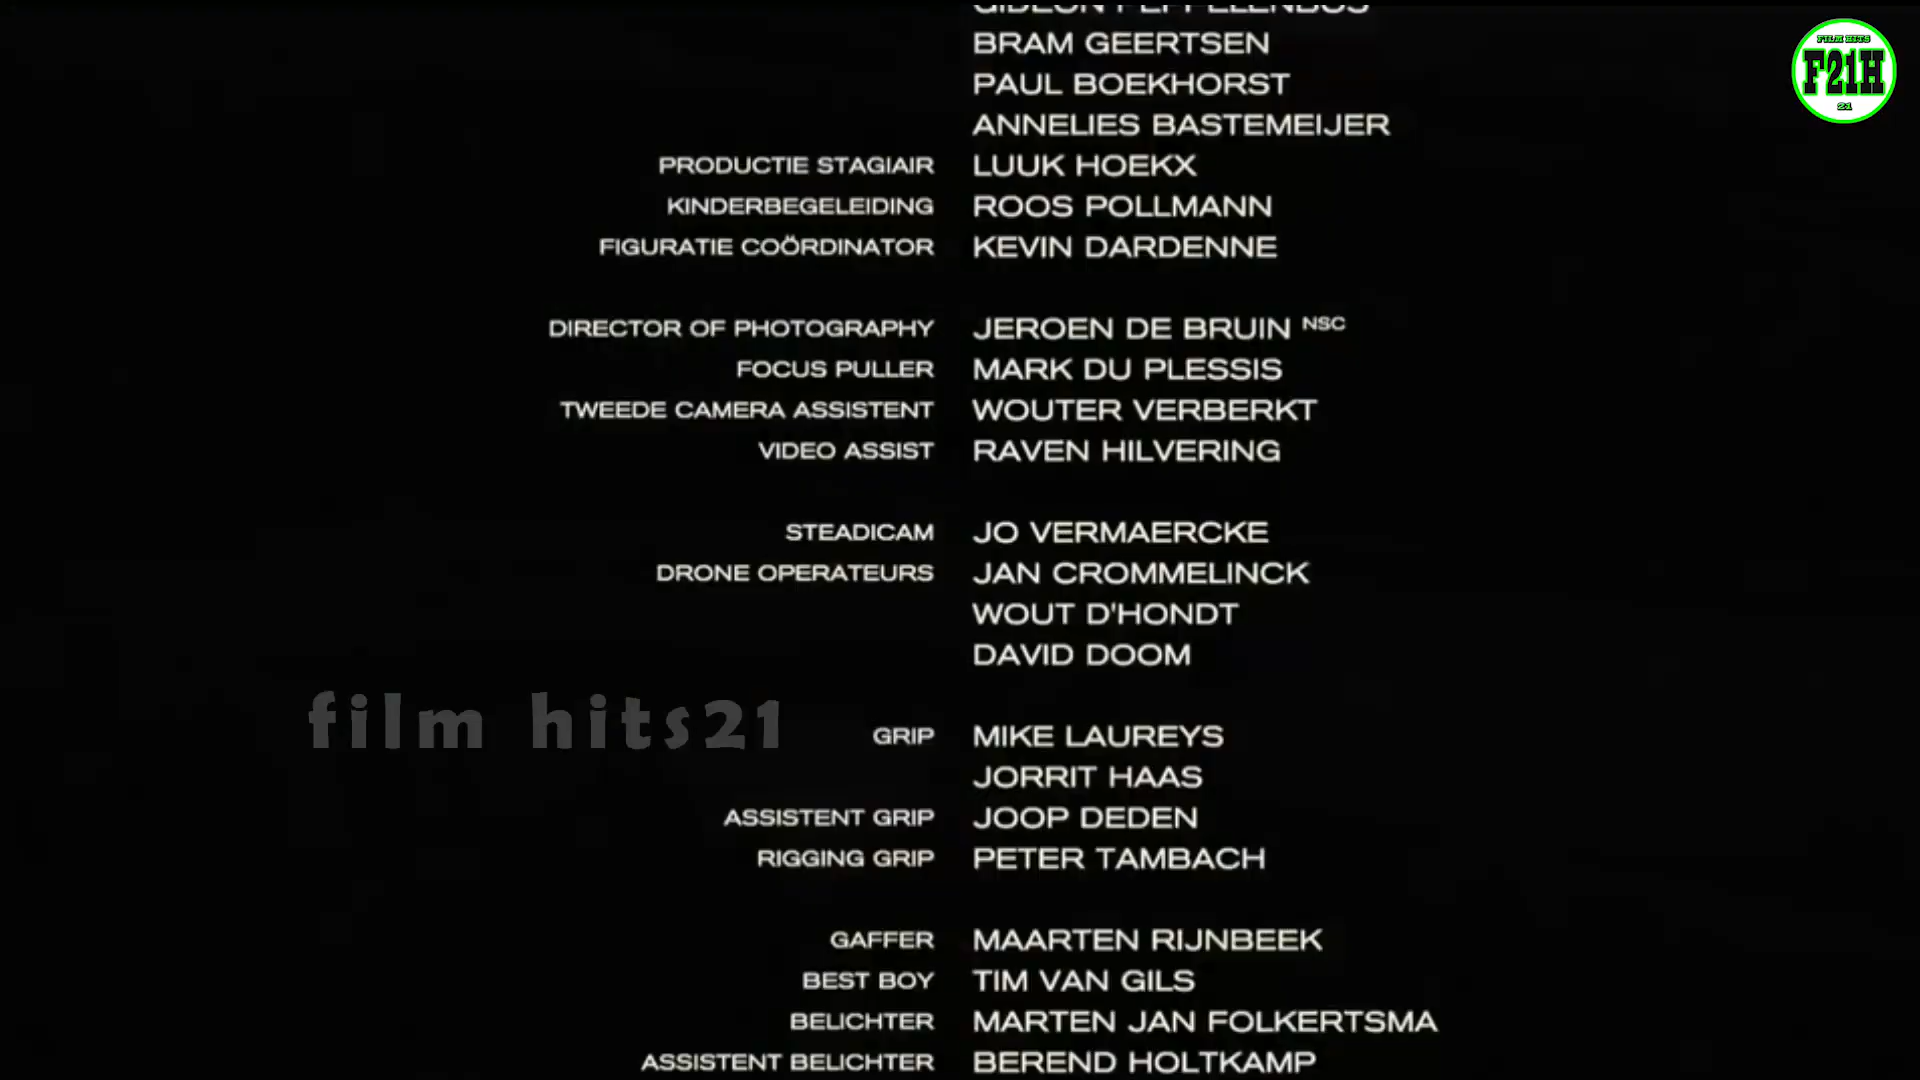 BRAM GEERTSEN
PAUL BOEKHORST
ANNELIES BASTEMEIJER
PRODUCTIE STAGIAIR LUUK HOEKX
KINDERBEGELEIDING ROOS POLLMANN
FIGURATIE COÖRDINATOR KEVIN DARDENNE
DIRECTOR OF PHOTOGRAPHY JEROEN DE BRUIN NSC
FOCUS PULLER MARK DU PLESSIS
TWEEDE CAMERA ASSISTENT WOUTER VERBERKT
VIDEO ASSIST RAVEN HILVERING
STEADICAM JO VERMAERCKE
DRONE OPERATEURS JAN CROMMELINCK
WOUT D'HONDT
DAVID DOOM
GRIP MIKE LAUREYS
JORRIT HAAS
ASSISTENT GRIP JOOP DEDEN
RIGGING GRIP PETER TAMBACH
GAFFER MAARTEN RIJNBEEK
BEST BOY TIM VAN GILS
BELICHTER MARTEN JAN FOLKERTSMA
ASSISTENT BELICHTER BEREND HOLTKAMP
film hits21
FILM HITS
F21H
21